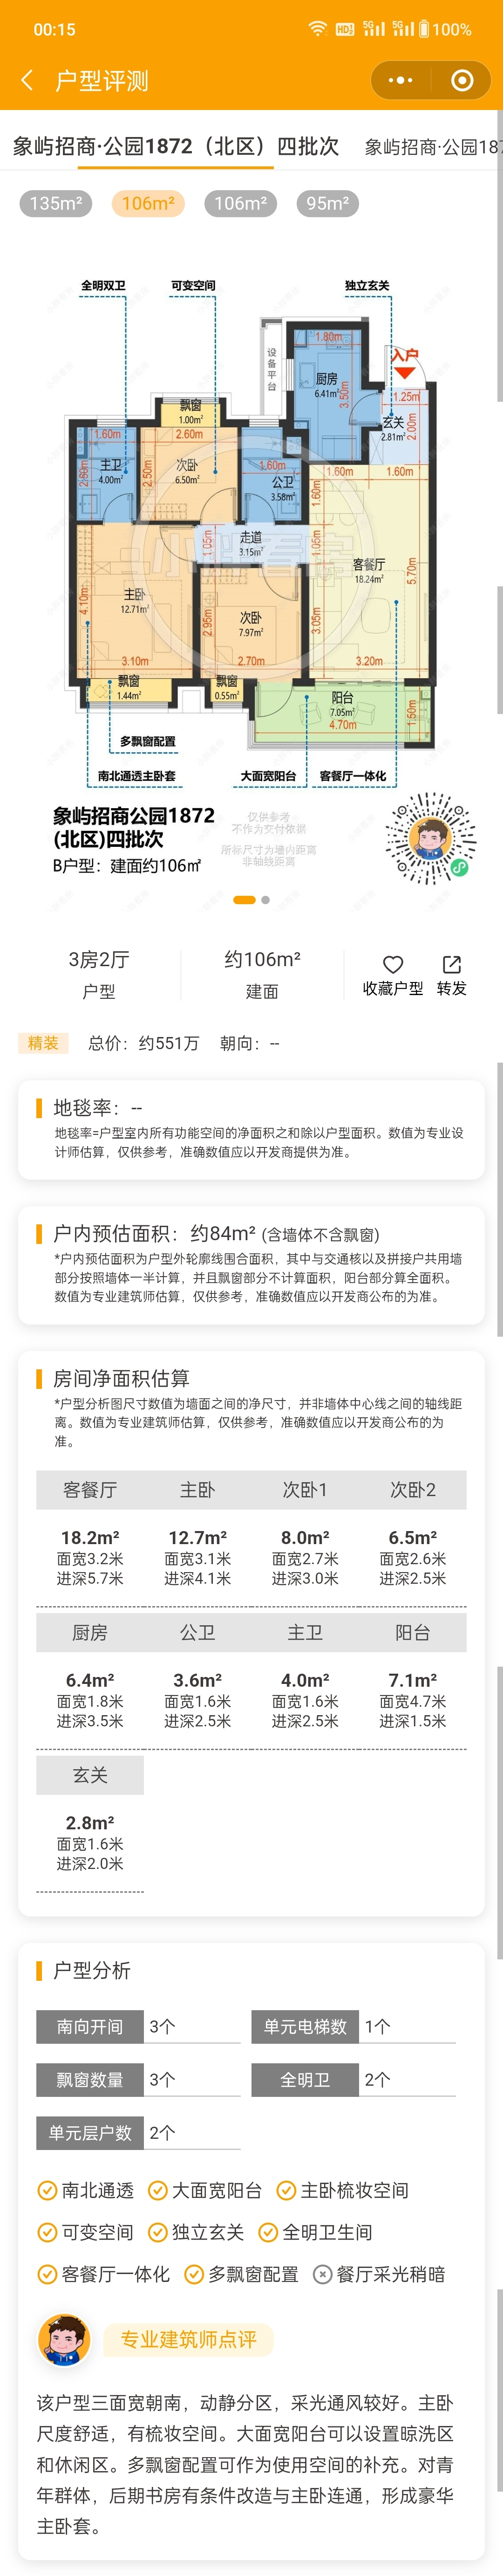 00:15
HD 5G 5G 100%
户型评测
象屿招商·公园1872（北区）四批次 象屿招商·公园187
135m² 106m² 106m² 95m²
全明双卫 可变空间 独立玄关
设备平台
1.80m
厨房
6.41m²
3.50m
入户
1.25m
玄关
2.81m²
2.00m
飘窗
1.00m²
1.60m 2.60m
主卫
4.00m²
2.50m
次卧
6.50m²
2.50m
1.60m
公卫
3.58m²
1.60m 1.60m
1.60m
走道
3.15m²
1.05m 1.05m
客餐厅
18.24m²
5.70m
主卧
12.71m²
4.10m
次卧
7.97m²
2.95m
3.05m
3.10m 2.70m 3.20m
飘窗
1.44m²
飘窗
0.55m²
阳台
7.05m²
4.70m
1.50m
多飘窗配置
南北通透主卧套 大面宽阳台 客餐厅一体化
象屿招商公园1872
(北区)四批次
B户型：建面约106㎡
仅供参考
不作为交付依据
所标尺寸为墙内距离
非轴线距离
3房2厅 约106m²
户型 建面 收藏户型 转发
精装 总价：约551万 朝向：--
地毯率：--
地毯率=户型室内所有功能空间的净面积之和除以户型面积。数值为专业设
计师估算，仅供参考，准确数值应以开发商提供为准。
户内预估面积：约84m² (含墙体不含飘窗)
*户内预估面积为户型外轮廓线围合面积，其中与交通核以及拼接户共用墙
部分按照墙体一半计算，并且飘窗部分不计算面积，阳台部分算全面积。
数值为专业建筑师估算，仅供参考，准确数值应以开发商公布的为准。
房间净面积估算
*户型分析图尺寸数值为墙面之间的净尺寸，并非墙体中心线之间的轴线距
离。数值为专业建筑师估算，仅供参考，准确数值应以开发商公布的为
准。
客餐厅 主卧 次卧1 次卧2
18.2m² 12.7m² 8.0m² 6.5m²
面宽3.2米 面宽3.1米 面宽2.7米 面宽2.6米
进深5.7米 进深4.1米 进深3.0米 进深2.5米
厨房 公卫 主卫 阳台
6.4m² 3.6m² 4.0m² 7.1m²
面宽1.8米 面宽1.6米 面宽1.6米 面宽4.7米
进深3.5米 进深2.5米 进深2.5米 进深1.5米
玄关
2.8m²
面宽1.6米
进深2.0米
户型分析
南向开间 3个 单元电梯数 1个
飘窗数量 3个 全明卫 2个
单元层户数 2个
南北通透 大面宽阳台 主卧梳妆空间
可变空间 独立玄关 全明卫生间
客餐厅一体化 多飘窗配置 餐厅采光稍暗
专业建筑师点评
该户型三面宽朝南，动静分区，采光通风较好。主卧
尺度舒适，有梳妆空间。大面宽阳台可以设置晾洗区
和休闲区。多飘窗配置可作为使用空间的补充。对青
年群体，后期书房有条件改造与主卧连通，形成豪华
主卧套。